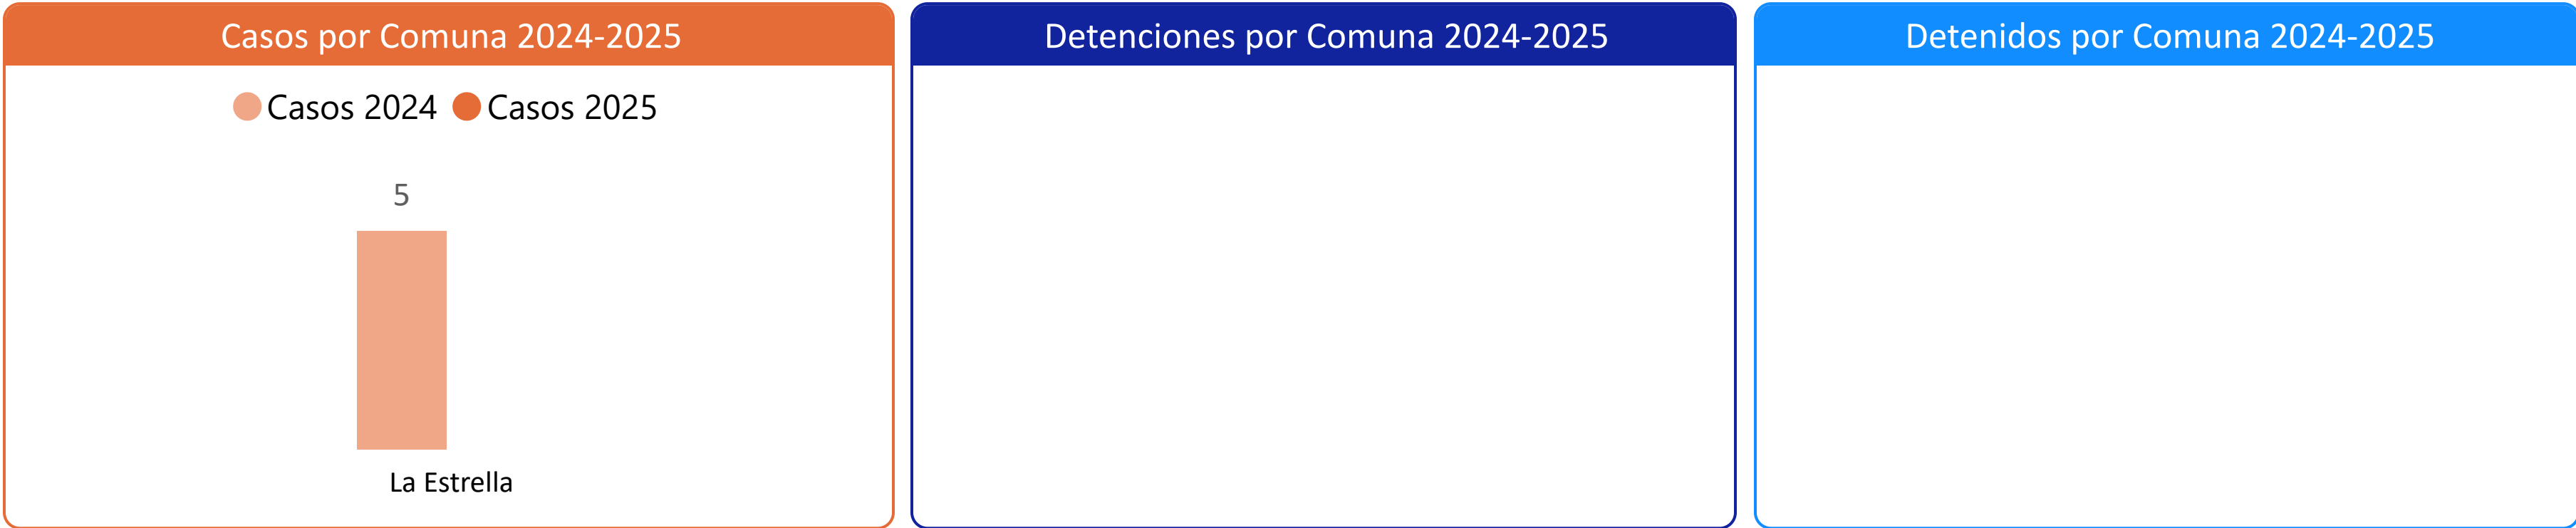 Casos por Comuna 2024-2025
Casos 2024 Casos 2025
5
La Estrella
Detenciones por Comuna 2024-2025
Detenidos por Comuna 2024-2025